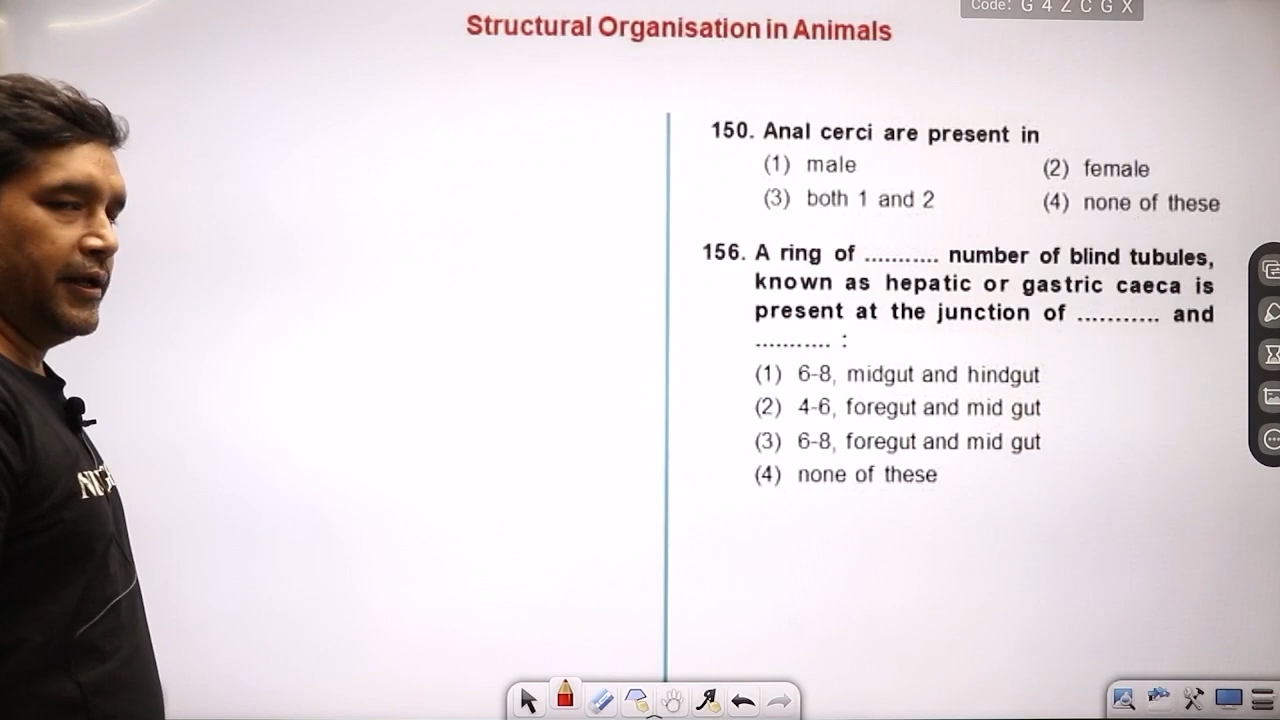 Code: G 4 Z C G X
Structural Organisation in Animals
150. Anal cerci are present in
(1) male (2) female
(3) both 1 and 2 (4) none of these
156. A ring of ........... number of blind tubules,
known as hepatic or gastric caeca is
present at the junction of ........... and
........... :
(1) 6-8, midgut and hindgut
(2) 4-6, foregut and mid gut
(3) 6-8, foregut and mid gut
(4) none of these